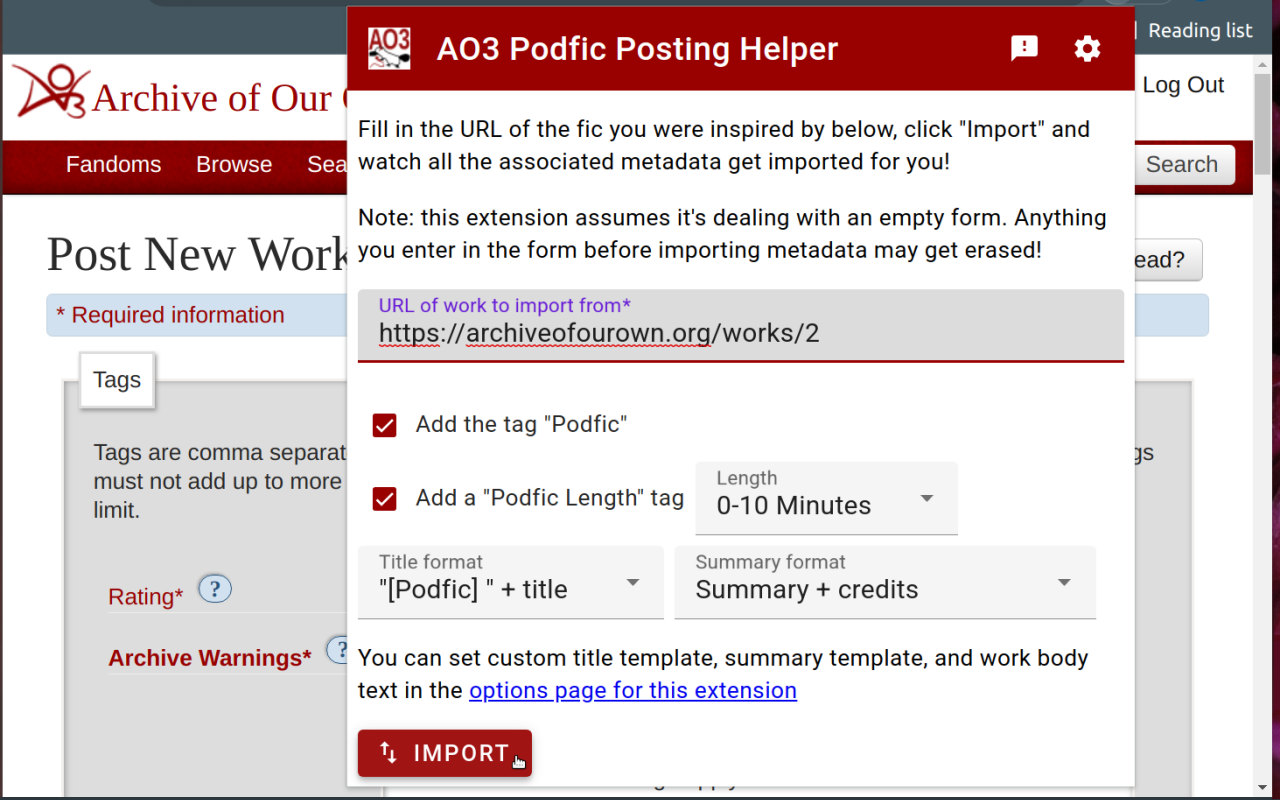 Reading list
AO3 AO3 Podfic Posting Helper
Archive of Our
Log Out
Fandoms Browse Sea
Search
Fill in the URL of the fic you were inspired by below, click "Import" and
watch all the associated metadata get imported for you!
Note: this extension assumes it's dealing with an empty form. Anything
you enter in the form before importing metadata may get erased!
Post New Work
ead?
* Required information
URL of work to import from*
https://archiveofourown.org/works/2
Tags
Tags are comma separat
gs
must not add up to more
limit.
Add the tag "Podfic"
Add a "Podfic Length" tag
Length
0-10 Minutes
Title format
"[Podfic] " + title
Summary format
Summary + credits
Rating* ?
Archive Warnings* ?
You can set custom title template, summary template, and work body
text in the options page for this extension
IMPORT